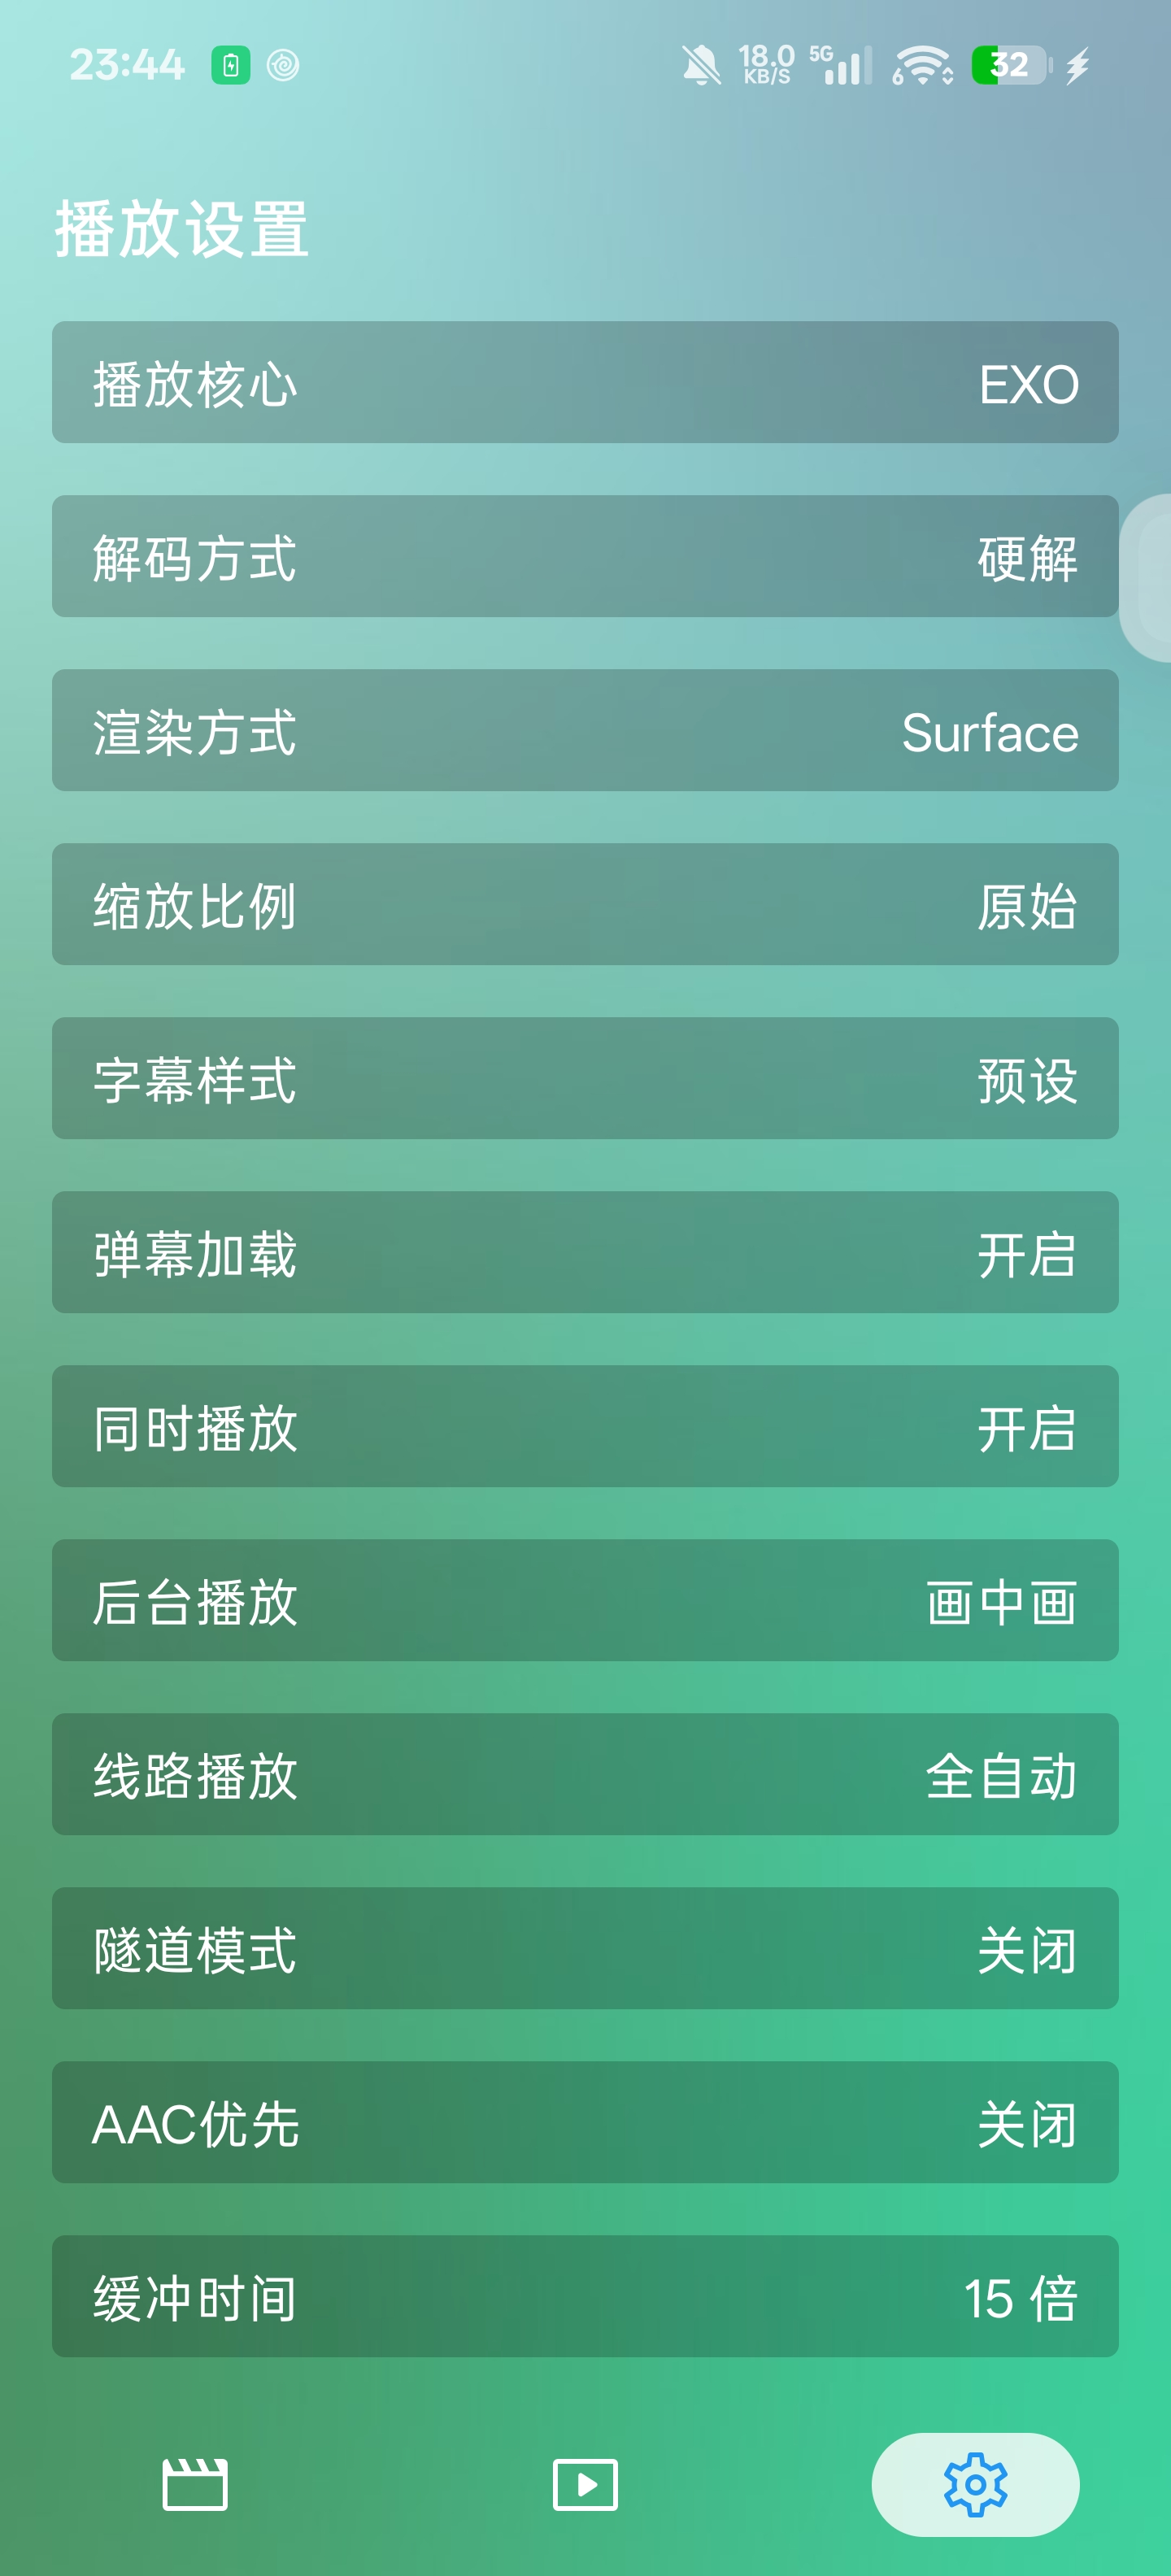 23:44
18.0
KB/S
5G
6
32
播放设置
播放核心 EXO
解码方式 硬解
渲染方式 Surface
缩放比例 原始
字幕样式 预设
弹幕加载 开启
同时播放 开启
后台播放 画中画
线路播放 全自动
隧道模式 关闭
AAC优先 关闭
缓冲时间 15 倍